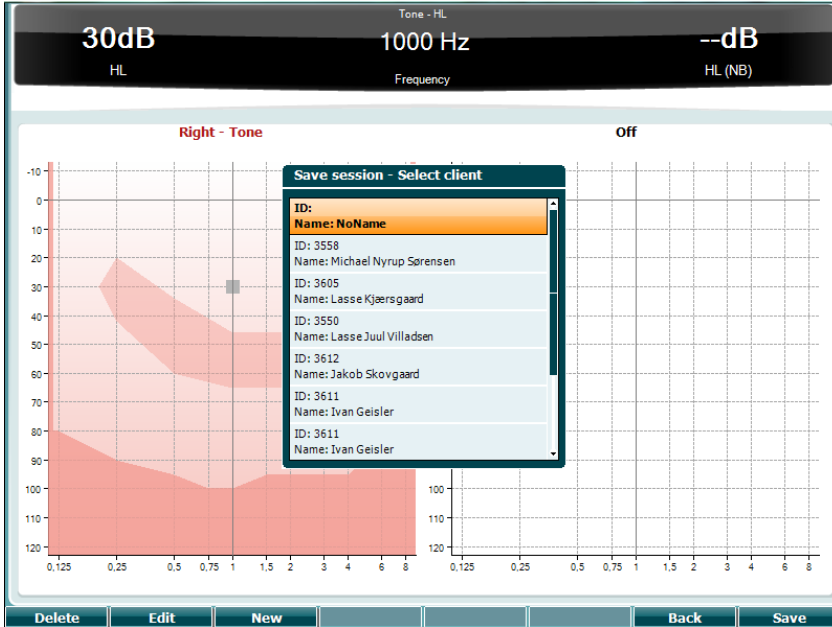 Tone - HL
30dB
1000 Hz
--dB
HL
Frequency
HL (NB)
Right - Tone
Off
Save session - Select client
ID:
Name: NoName
ID: 3558
Name: Michael Nyrup Sørensen
ID: 3605
Name: Lasse Kjærsgaard
ID: 3550
Name: Lasse Juul Villadsen
ID: 3612
Name: Jakob Skovgaard
ID: 3611
Name: Ivan Geisler
ID: 3611
Name: Ivan Geisler
-10
0
10
20
30
40
50
60
70
80
90
100
110
120
0,125 0,25 0,5 0,75 1 1,5 2 3 4 6 8
100
110
120
0,125 0,25 0,5 0,75 1 1,5 2 3 4 6 8
Delete Edit New Back Save